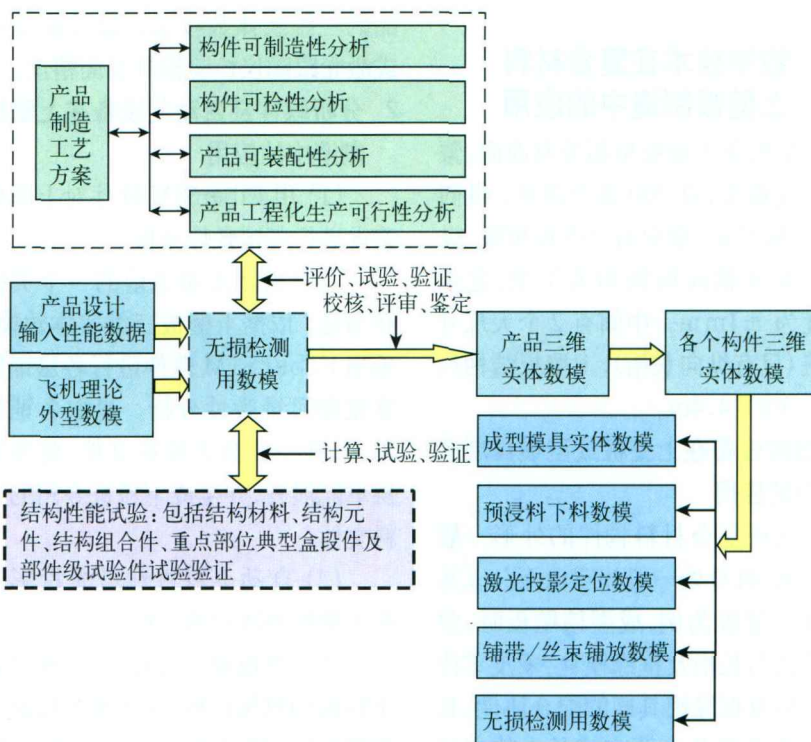 产品
制造
工艺
方案
构件可制造性分析
构件可检性分析
产品可装配性分析
产品工程化生产可行性分析
评价、试验、验证
校核、评审、鉴定
产品设计
输入性能数据
飞机理论
外型数模
无损检测
用数模
产品三维
实体数模
各个构件三维
实体数模
计算、试验、验证
结构性能试验:包括结构材料、结构元
件、结构组合件、重点部位典型盒段件及
部件级试验件试验验证
成型模具实体数模
预浸料下料数模
激光投影定位数模
铺带/丝束铺放数模
无损检测用数模